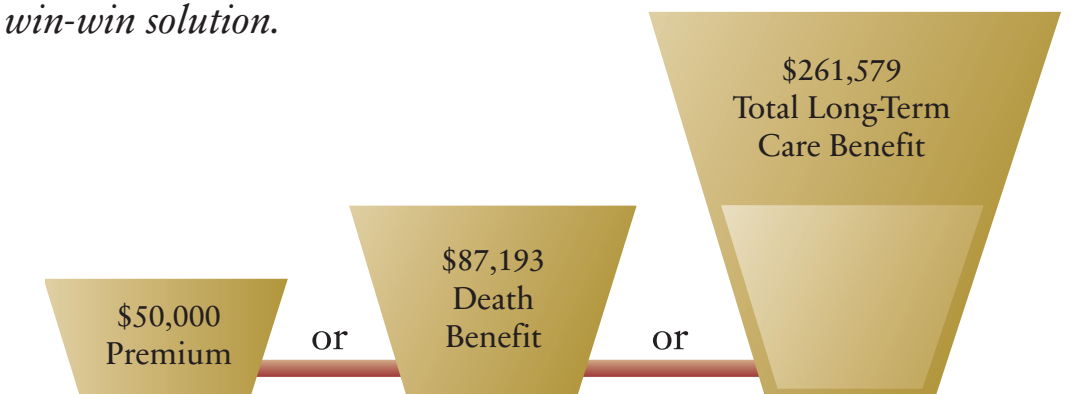 win-win solution.
$261,579
Total Long-Term
Care Benefit
$87,193
Death
Benefit
$50,000
Premium
or
or